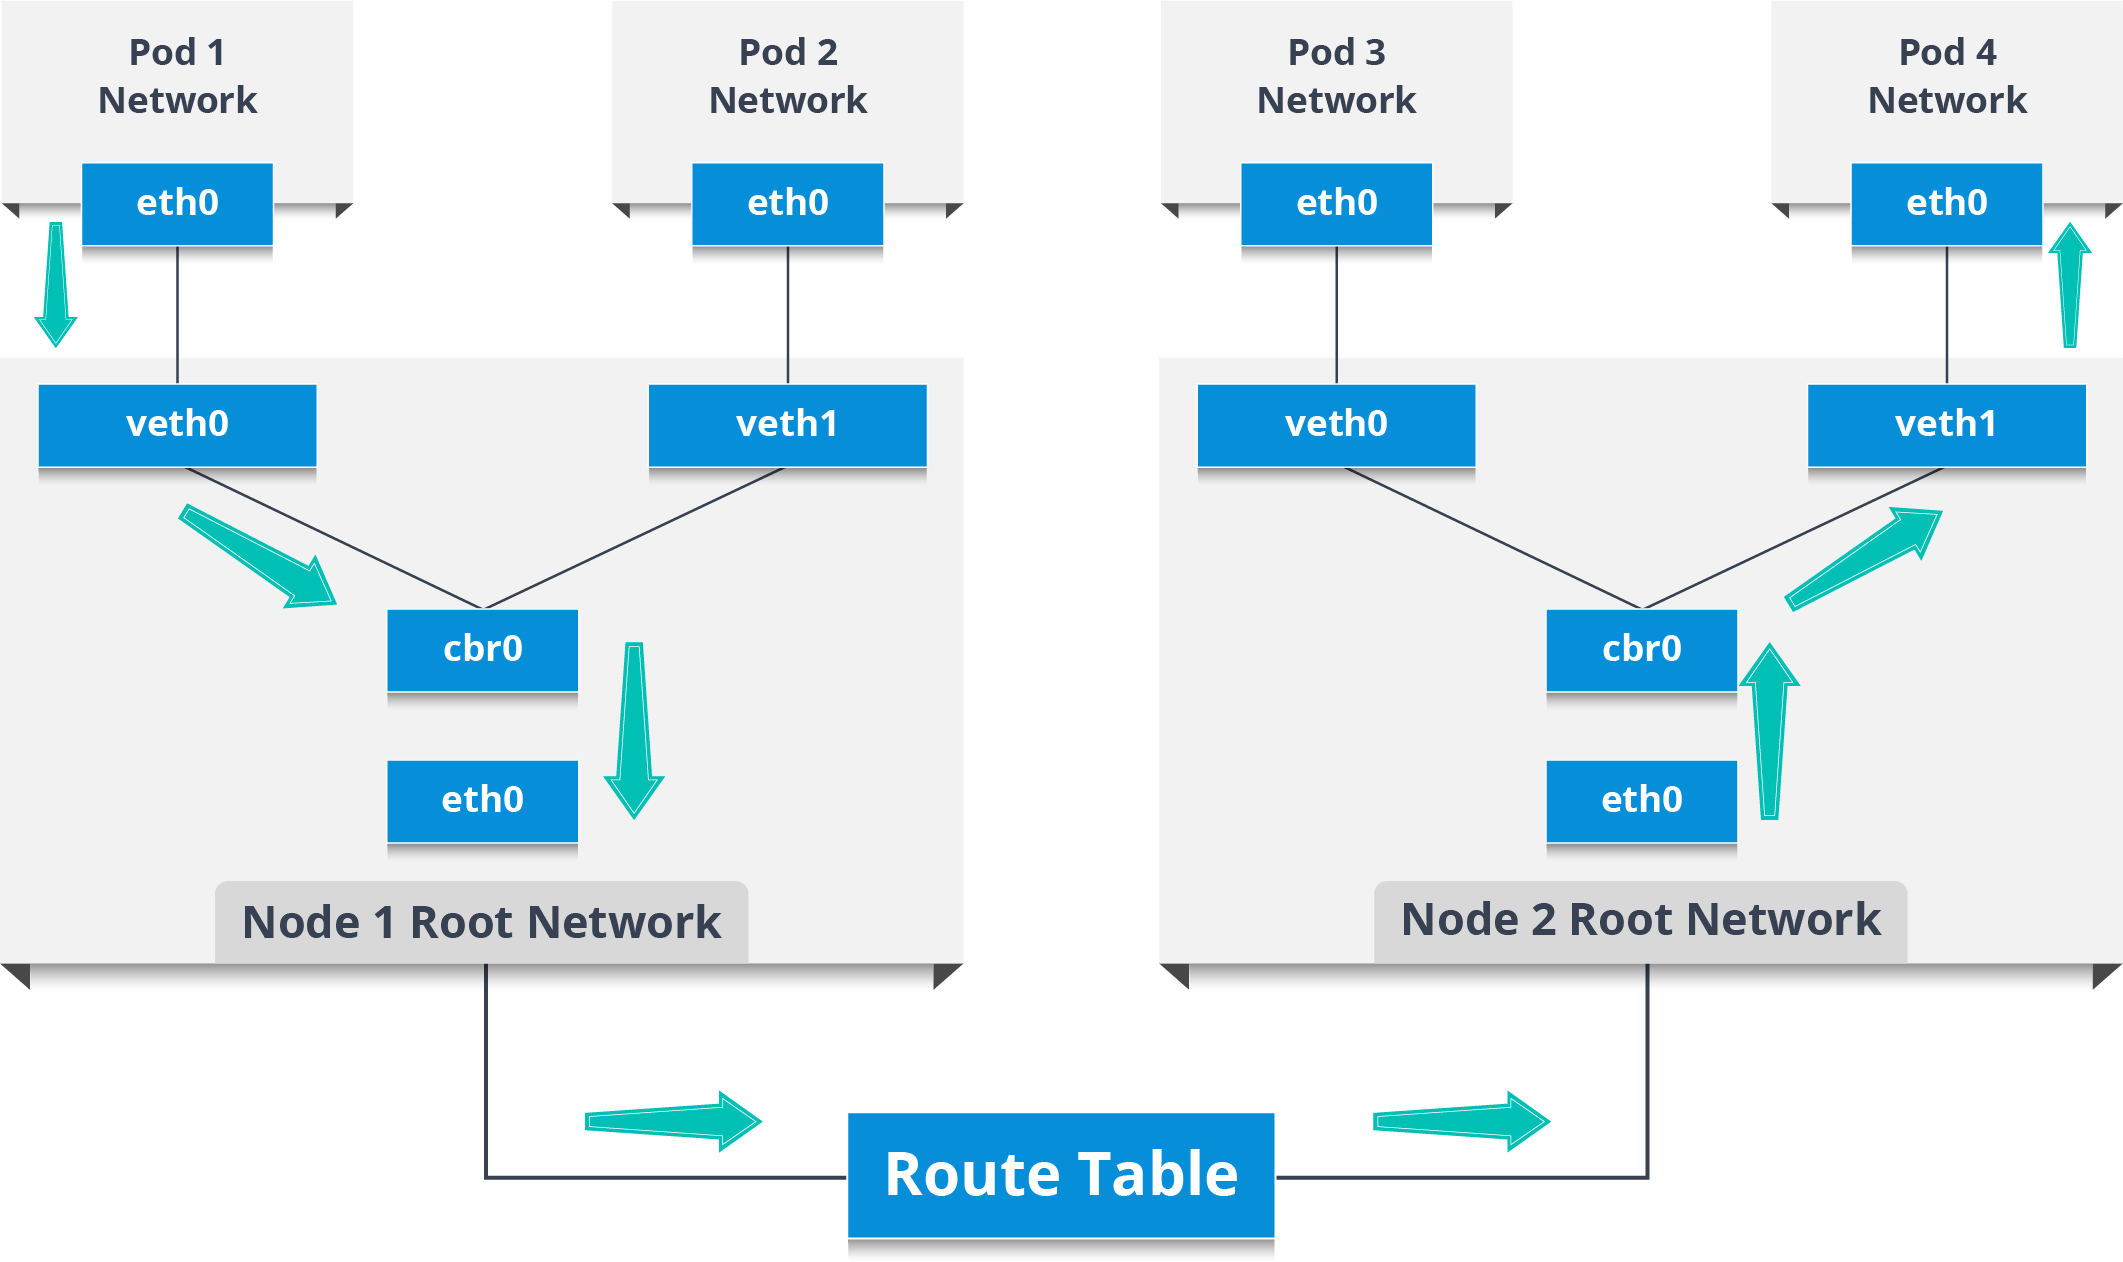 Pod 1
Network
Pod 2
Network
Pod 3
Network
Pod 4
Network
eth0
eth0
eth0
eth0
veth0
veth1
veth0
veth1
cbr0
cbr0
eth0
eth0
Node 1 Root Network
Node 2 Root Network
Route Table